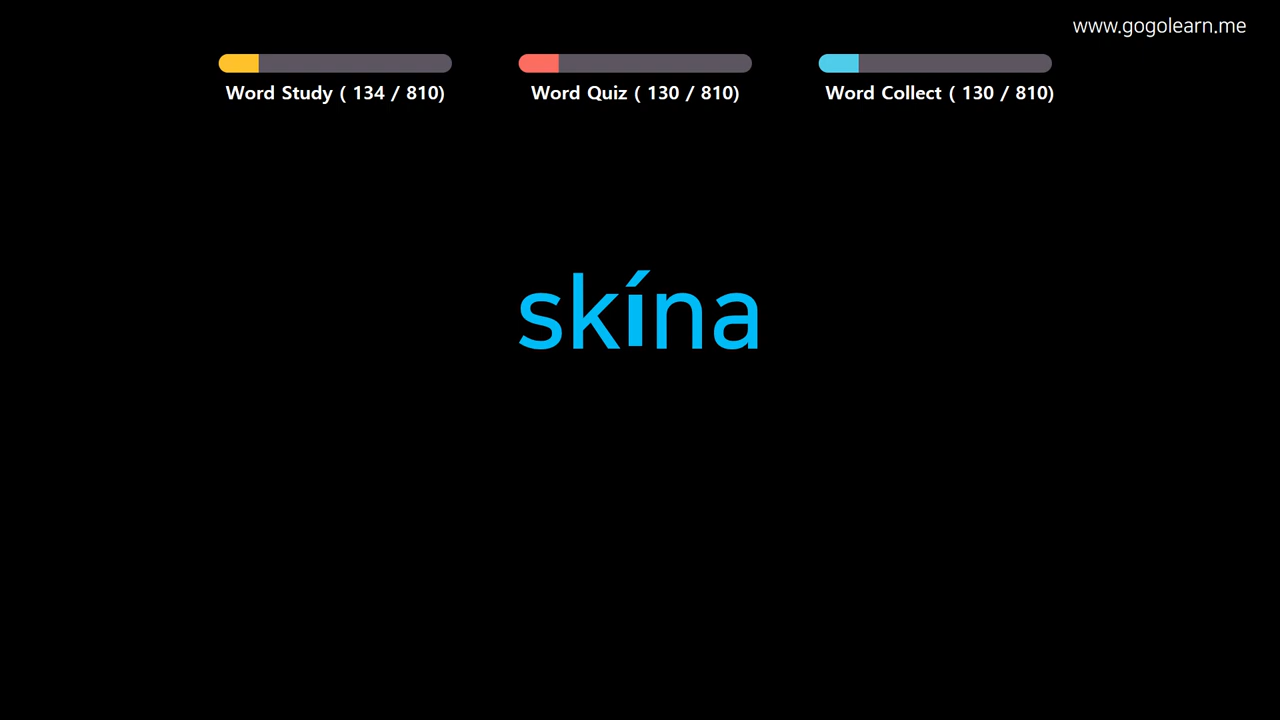 www.gogolearn.me
Word Study ( 134 / 810)
Word Quiz ( 130 / 810)
Word Collect ( 130 / 810)
skína